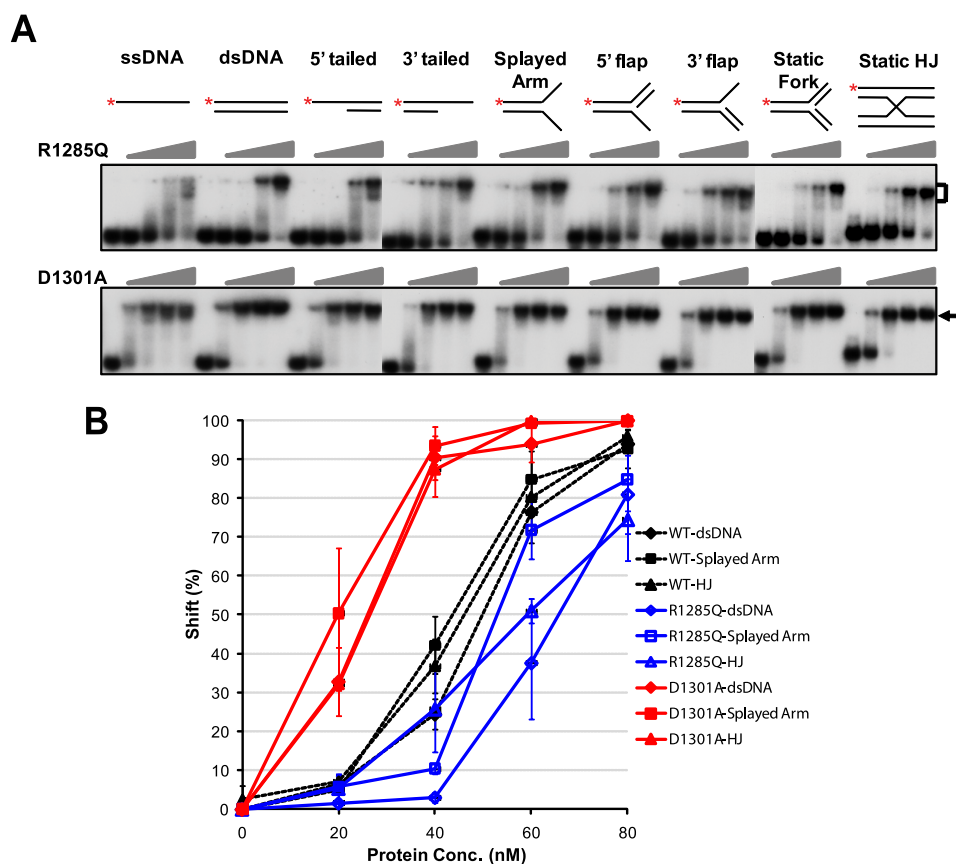 A
ssDNA dsDNA 5' tailed 3' tailed Splayed Arm 5' flap 3' flap Static Fork Static HJ
* * * * * * * * *
R1285Q
D1301A
B
Shift (%)
100
90
80
70
60
50
40
30
20
10
0
0 20 40 60 80
Protein Conc. (nM)
WT-dsDNA
WT-Splayed Arm
WT-HJ
R1285Q-dsDNA
R1285Q-Splayed Arm
R1285Q-HJ
D1301A-dsDNA
D1301A-Splayed Arm
D1301A-HJ